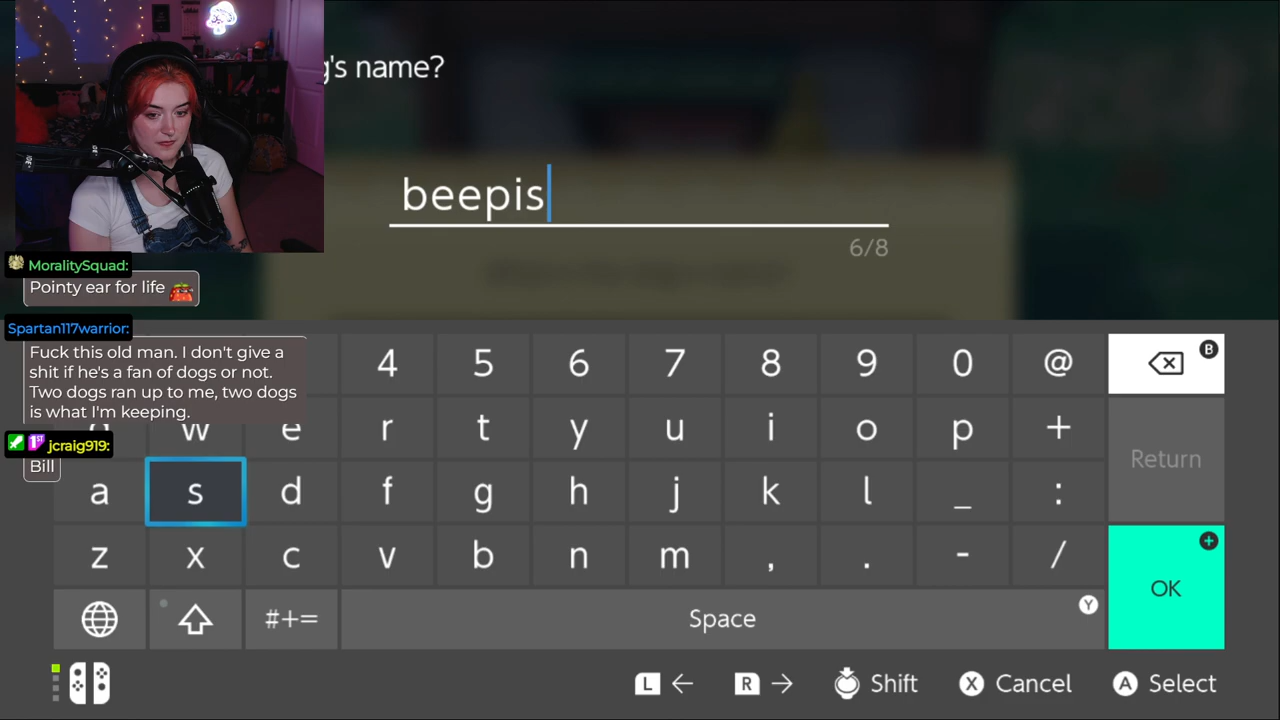 g's name?
beepis
6/8
MoralitySquad:
Pointy ear for life
Spartan117warrior:
Fuck this old man. I don't give a
shit if he's a fan of dogs or not.
Two dogs ran up to me, two dogs
is what I'm keeping.
1ST jcraig919:
Bill
4 5 6 7 8 9 0 @ B
w e r t y u i o p + Return
a s d f g h j k l _ :
z x c v b n m , . - / OK +
#+= Space Y
L ← R → Shift X Cancel A Select